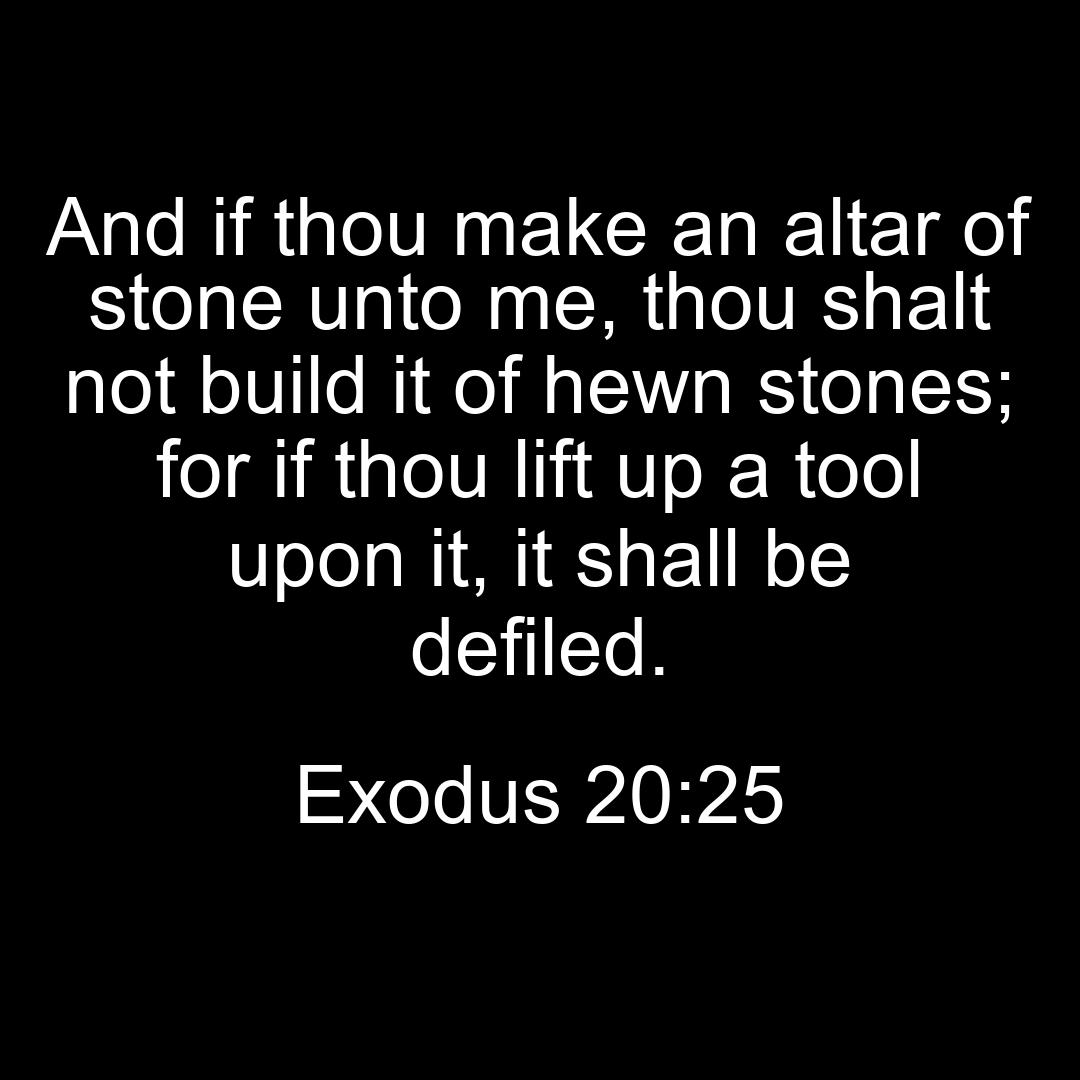 And if thou make an altar of
stone unto me, thou shalt
not build it of hewn stones;
for if thou lift up a tool
upon it, it shall be
defiled.
Exodus 20:25